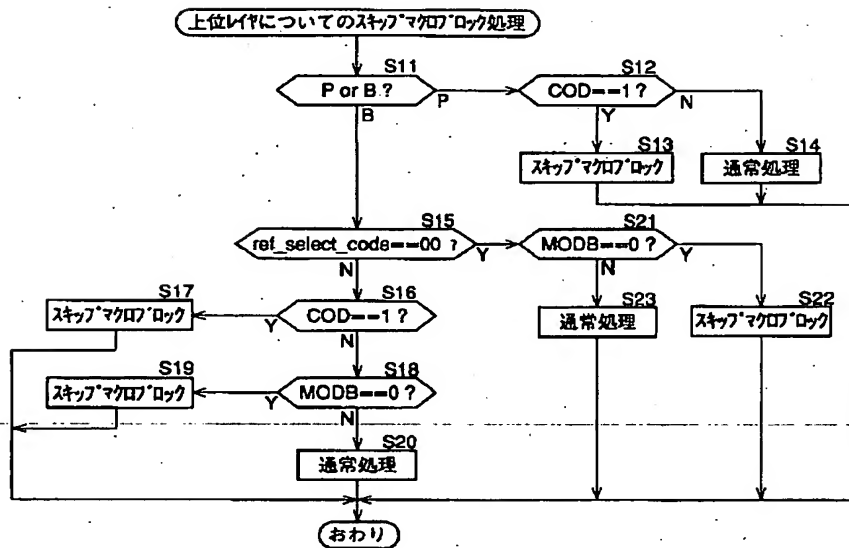 上位レイヤについてのスキップマクロブロック処理
S11
P or B ?
P
B
S12
COD==1 ?
N
Y
S13
スキップマクロブロック
S14
通常処理
S15
ref_select_code==00 ?
Y
N
S21
MODB==0 ?
Y
N
S16
COD==1 ?
Y
N
S17
スキップマクロブロック
S23
通常処理
S22
スキップマクロブロック
S18
MODB==0 ?
Y
N
S19
スキップマクロブロック
S20
通常処理
おわり